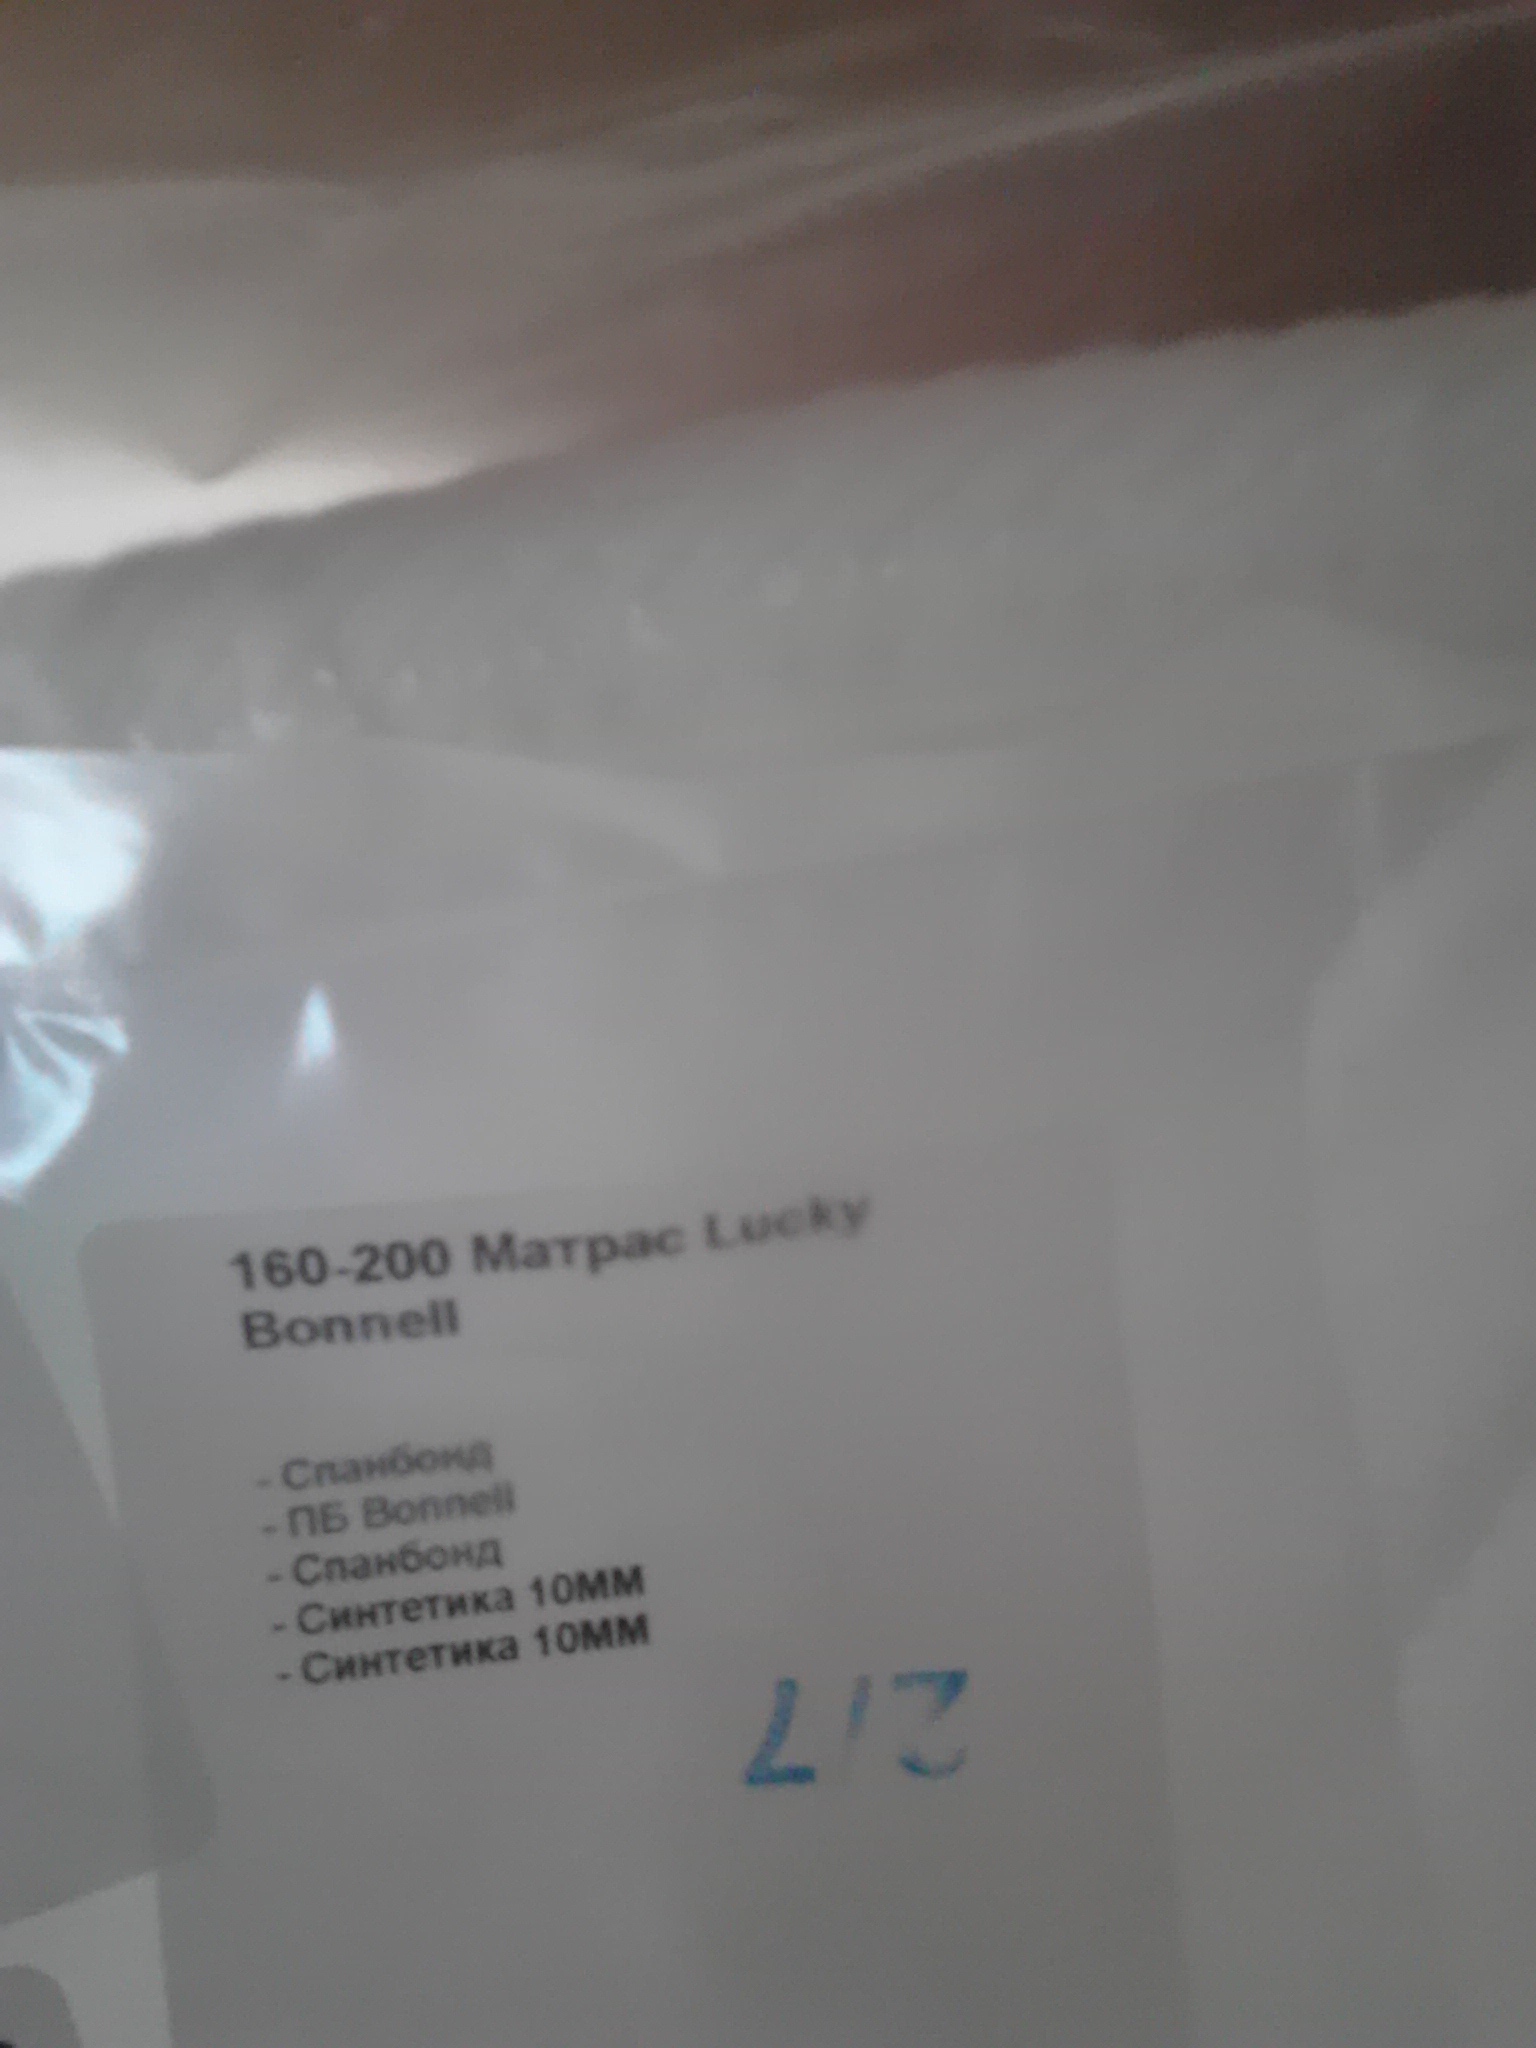 160-200 Матрас Lucky
Bonnell
- Спанбонд
- ПБ Bonnell
- Спанбонд
- Синтетика 10ММ
- Синтетика 10ММ
217